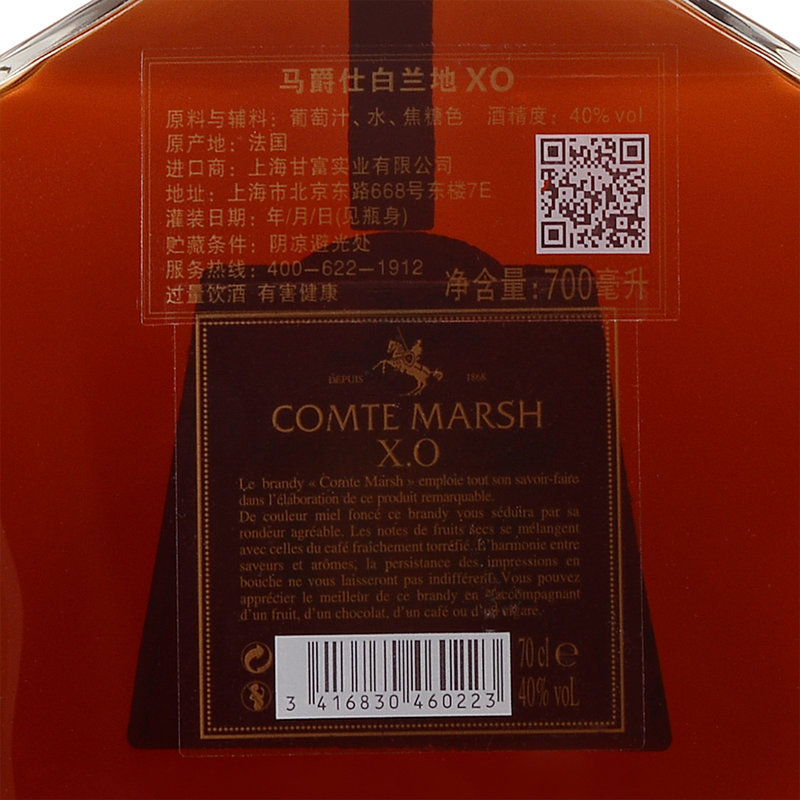 马爵仕白兰地 XO
原料与辅料：葡萄汁、水、焦糖色 酒精度：40%vol
原产地：法国
进口商：上海甘富实业有限公司
地址：上海市北京东路668号东楼7E
灌装日期：年/月/日(见瓶身)
贮藏条件：阴凉避光处
服务热线：400-622-1912
过量饮酒 有害健康
净含量：700毫升
DEPUIS 1868
COMTE MARSH
X.O
Le brandy « Comte Marsh » emploie tout son savoir-faire
dans l'élaboration de ce produit remarquable.
De couleur miel foncé ce brandy vous séduira par sa
rondeur agréable. Les notes de fruits secs se mélangent
avec celles du café fraîchement torréfié. L'harmonie entre
saveurs et arômes, la persistance des impressions en
bouche ne vous laisseront pas indifférent. Vous pouvez
apprécier le meilleur de ce brandy en l'accompagnant
d'un fruit, d'un chocolat, d'un café ou d'un cigare.
70 cl e
40% voL
3 416830 460223